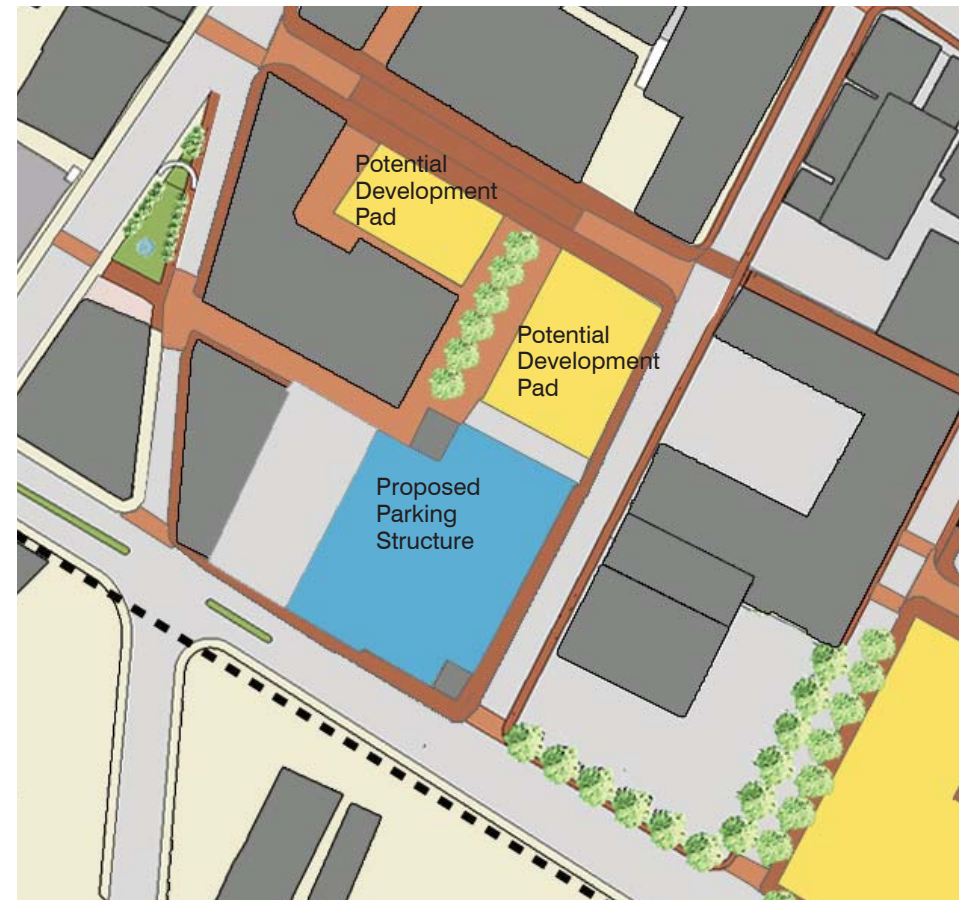 Potential
Development
Pad
Potential
Development
Pad
Proposed
Parking
Structure